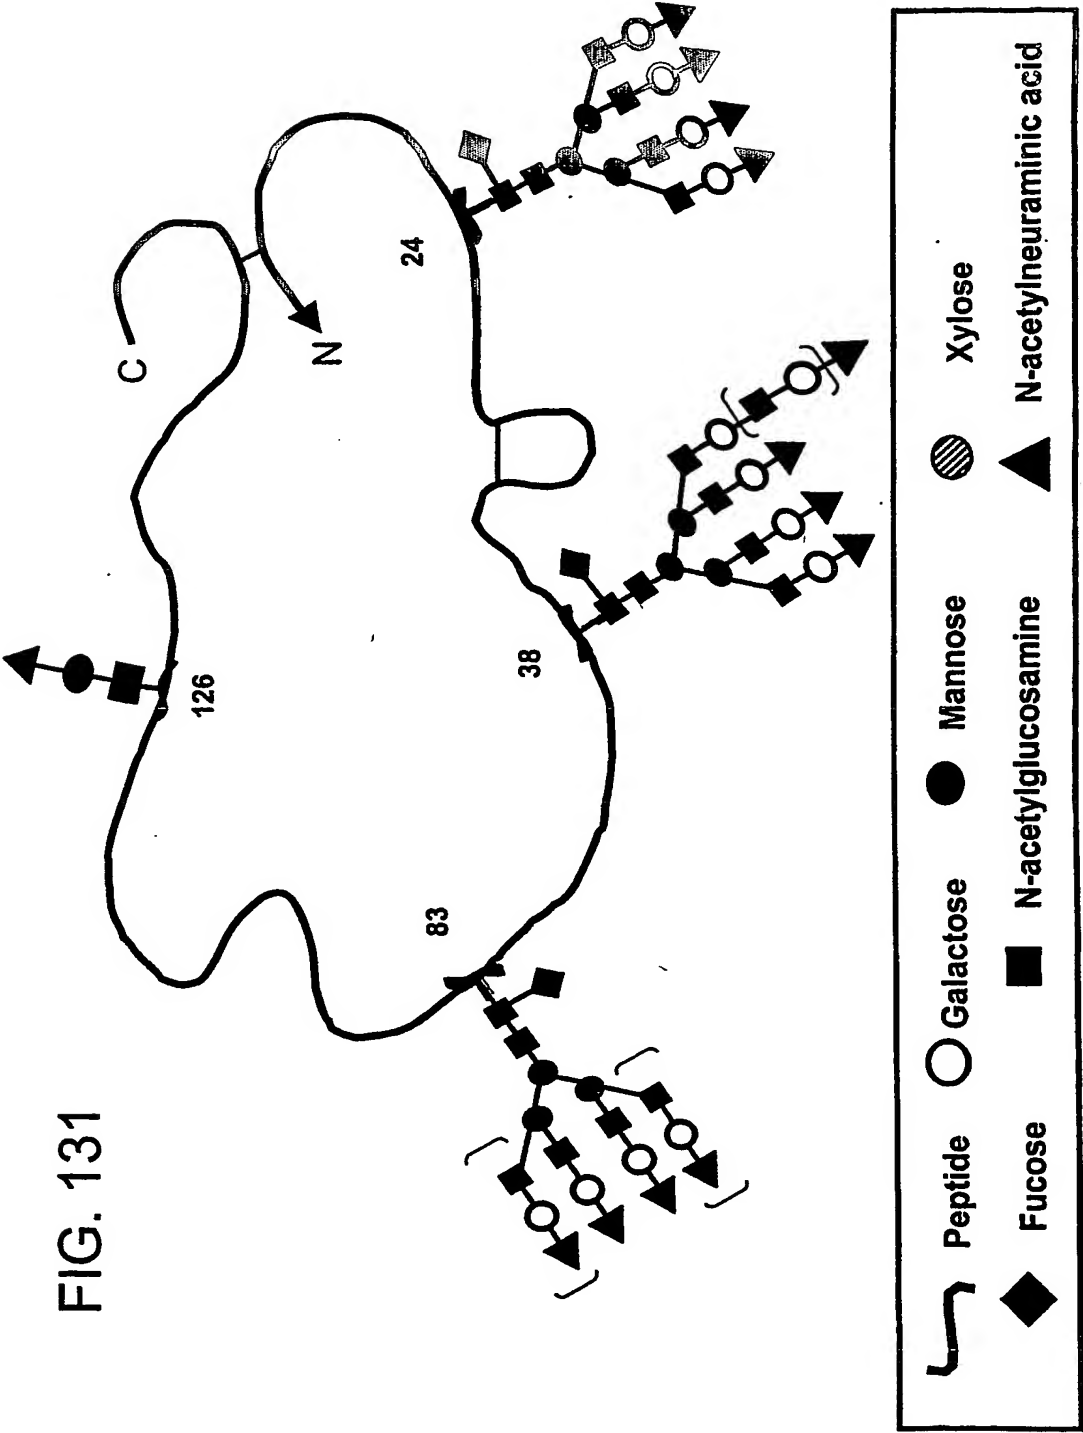 FIG. 131
C
N
126
24
38
83
Peptide
Galactose
Mannose
Xylose
Fucose
N-acetylglucosamine
N-acetylneuraminic acid